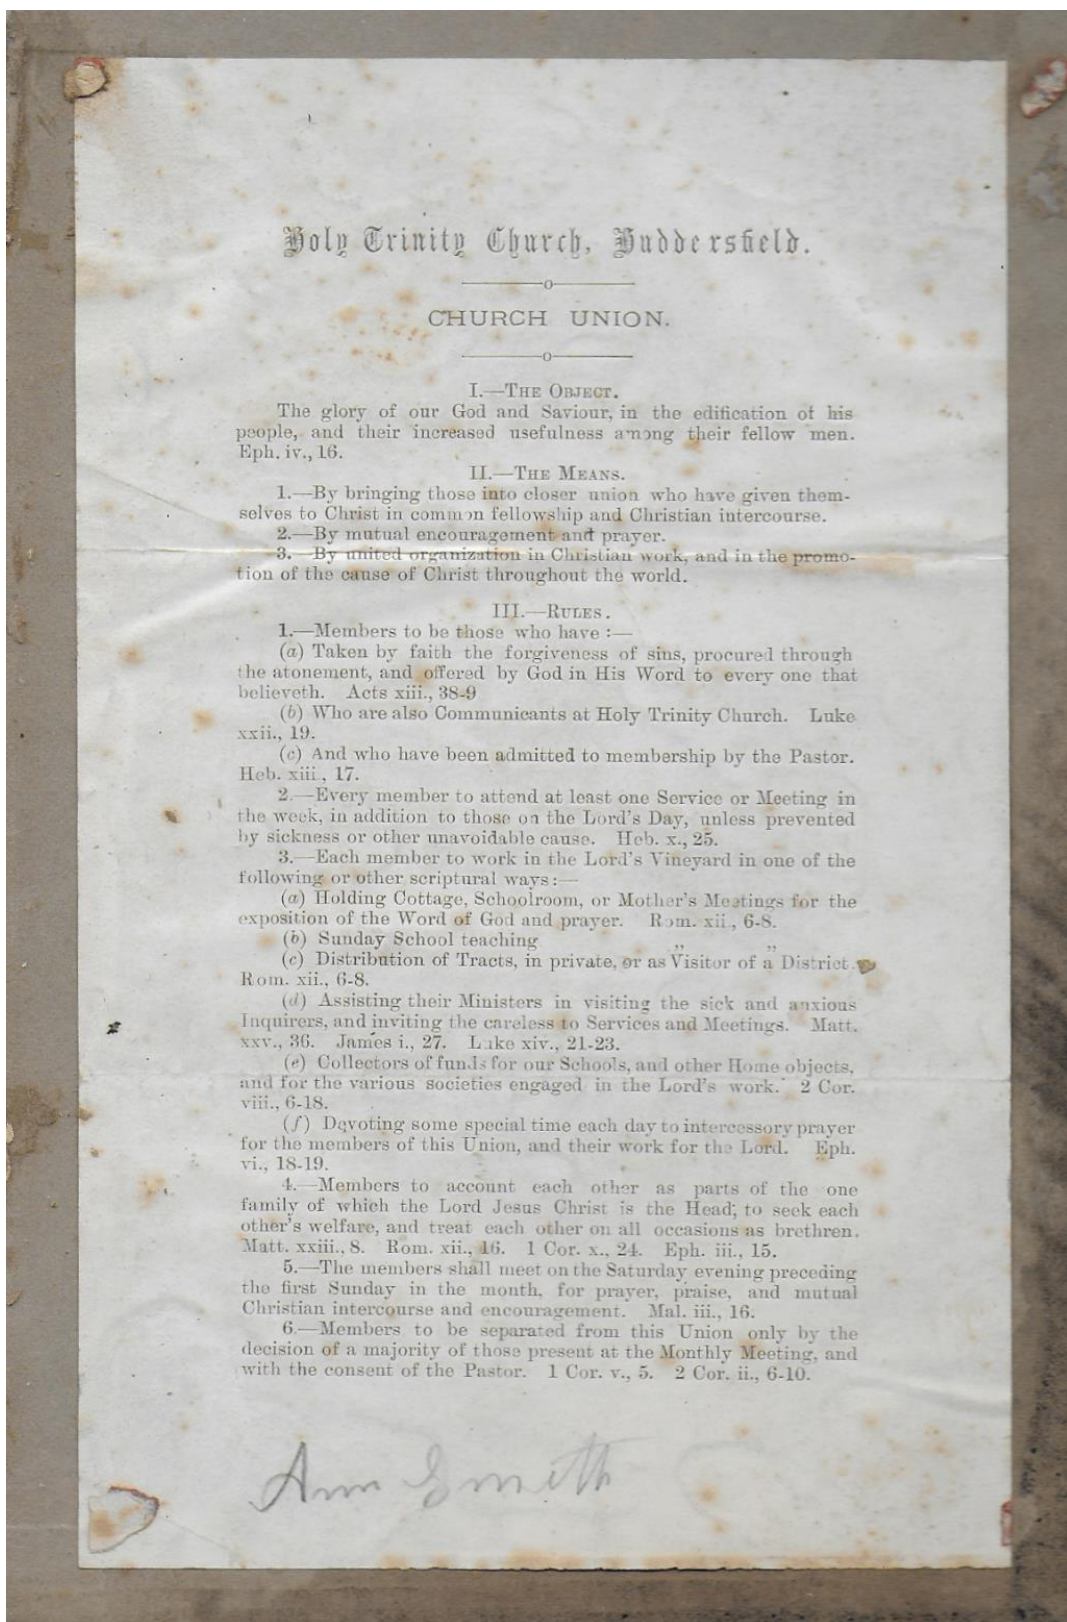 Holy Trinity Church, Huddersfield.
o
CHURCH UNION.
o
I.—THE OBJECT.
The glory of our God and Saviour, in the edification of his
people, and their increased usefulness among their fellow men.
Eph. iv., 16.
II.—THE MEANS.
1.—By bringing those into closer union who have given them-
selves to Christ in common fellowship and Christian intercourse.
2.—By mutual encouragement and prayer.
3.—By united organization in Christian work, and in the promo-
tion of the cause of Christ throughout the world.
III.—RULES.
1.—Members to be those who have :—
(a) Taken by faith the forgiveness of sins, procured through
the atonement, and offered by God in His Word to every one that
believeth. Acts xiii., 38-9
(b) Who are also Communicants at Holy Trinity Church. Luke
xxii., 19.
(c) And who have been admitted to membership by the Pastor.
Heb. xiii., 17.
2.—Every member to attend at least one Service or Meeting in
the week, in addition to those on the Lord's Day, unless prevented
by sickness or other unavoidable cause. Heb. x., 25.
3.—Each member to work in the Lord's Vineyard in one of the
following or other scriptural ways:—
(a) Holding Cottage, Schoolroom, or Mother's Meetings for the
exposition of the Word of God and prayer. Rom. xii., 6-8.
(b) Sunday School teaching „ „
(c) Distribution of Tracts, in private, or as Visitor of a District.
Rom. xii., 6-8.
(d) Assisting their Ministers in visiting the sick and anxious
Inquirers, and inviting the careless to Services and Meetings. Matt.
xxv., 36. James i., 27. Luke xiv., 21-23.
(e) Collectors of funds for our Schools, and other Home objects,
and for the various societies engaged in the Lord's work. 2 Cor.
viii., 6-18.
(f) Devoting some special time each day to intercessory prayer
for the members of this Union, and their work for the Lord. Eph.
vi., 18-19.
4.—Members to account each other as parts of the one
family of which the Lord Jesus Christ is the Head; to seek each
other's welfare, and treat each other on all occasions as brethren.
Matt. xxiii., 8. Rom. xii., 16. 1 Cor. x., 24. Eph. iii., 15.
5.—The members shall meet on the Saturday evening preceding
the first Sunday in the month, for prayer, praise, and mutual
Christian intercourse and encouragement. Mal. iii., 16.
6.—Members to be separated from this Union only by the
decision of a majority of those present at the Monthly Meeting, and
with the consent of the Pastor. 1 Cor. v., 5. 2 Cor. ii., 6-10.
Ann Smith